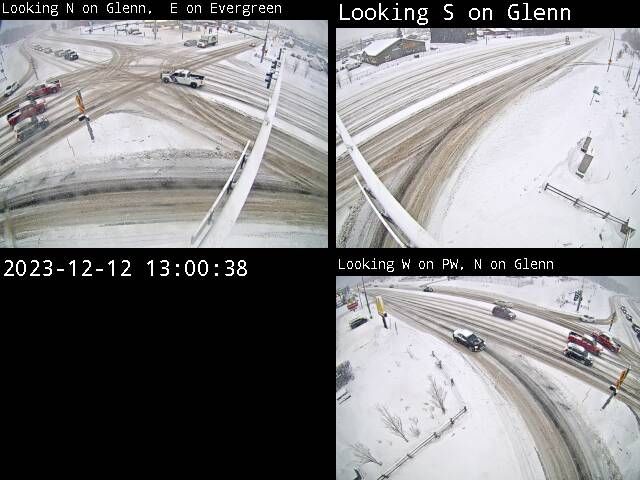 Looking N on Glenn, E on Evergreen
Looking S on Glenn
2023-12-12 13:00:38
Looking W on PW, N on Glenn